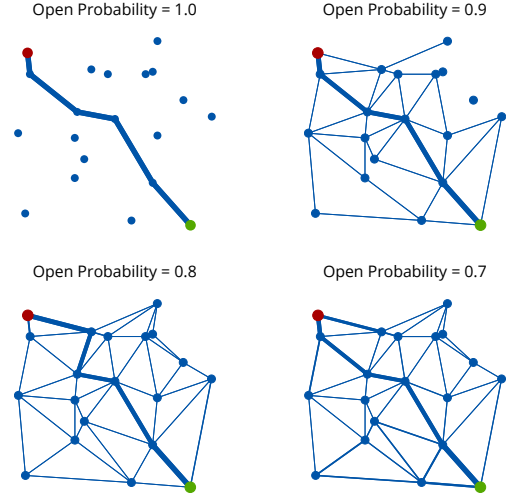 Open Probability = 1.0
Open Probability = 0.9
Open Probability = 0.8
Open Probability = 0.7